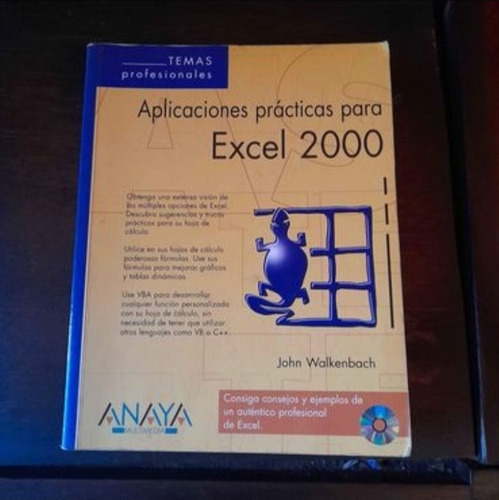 TEMAS
profesionales
Aplicaciones prácticas para
Excel 2000
Obtenga una extensa visión de
las múltiples opciones de Excel.
Descubra sugerencias y trucos
prácticos para su hoja de
cálculo.
Utilice en sus hojas de cálculo
poderosas fórmulas. Use sus
fórmulas para mejorar gráficos
y tablas dinámicas.
Use VBA para desarrollar
cualquier función personalizada
con su hoja de cálculo, sin
necesidad de tener que utilizar
otros lenguajes como VB o C++.
John Walkenbach
Consiga consejos y ejemplos de
un auténtico profesional
de Excel.
ANAYA
MULTIMEDIA